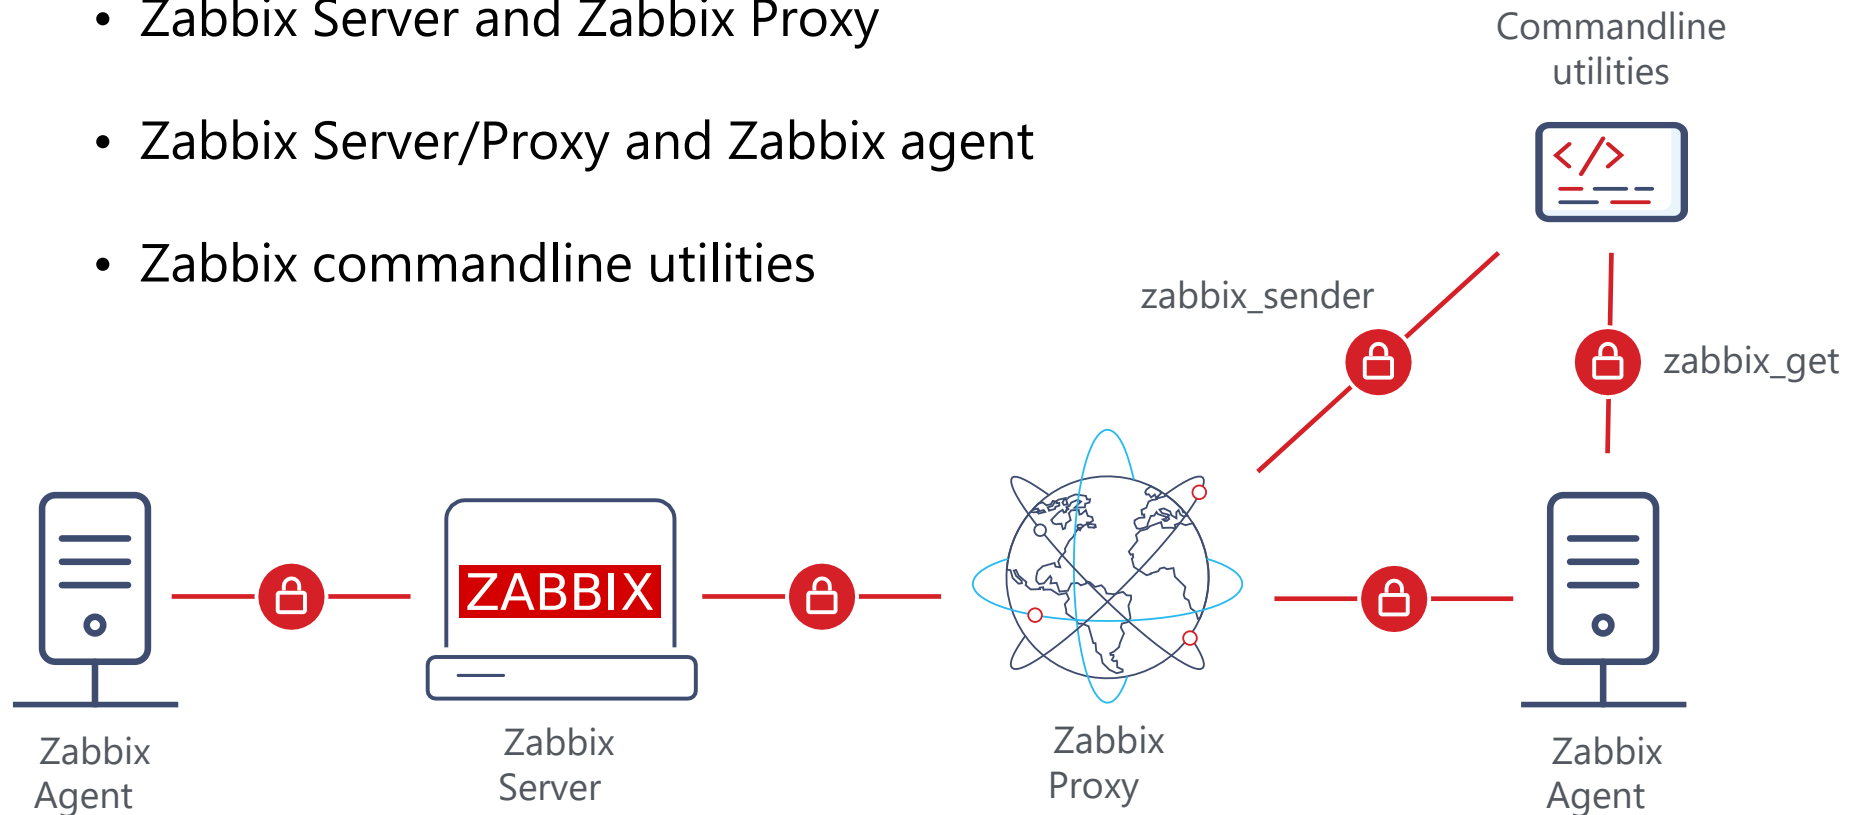 • Zabbix Server and Zabbix Proxy
• Zabbix Server/Proxy and Zabbix agent
• Zabbix commandline utilities
Commandline
utilities
</>
zabbix_sender
zabbix_get
ZABBIX
Zabbix
Agent
Zabbix
Server
Zabbix
Proxy
Zabbix
Agent